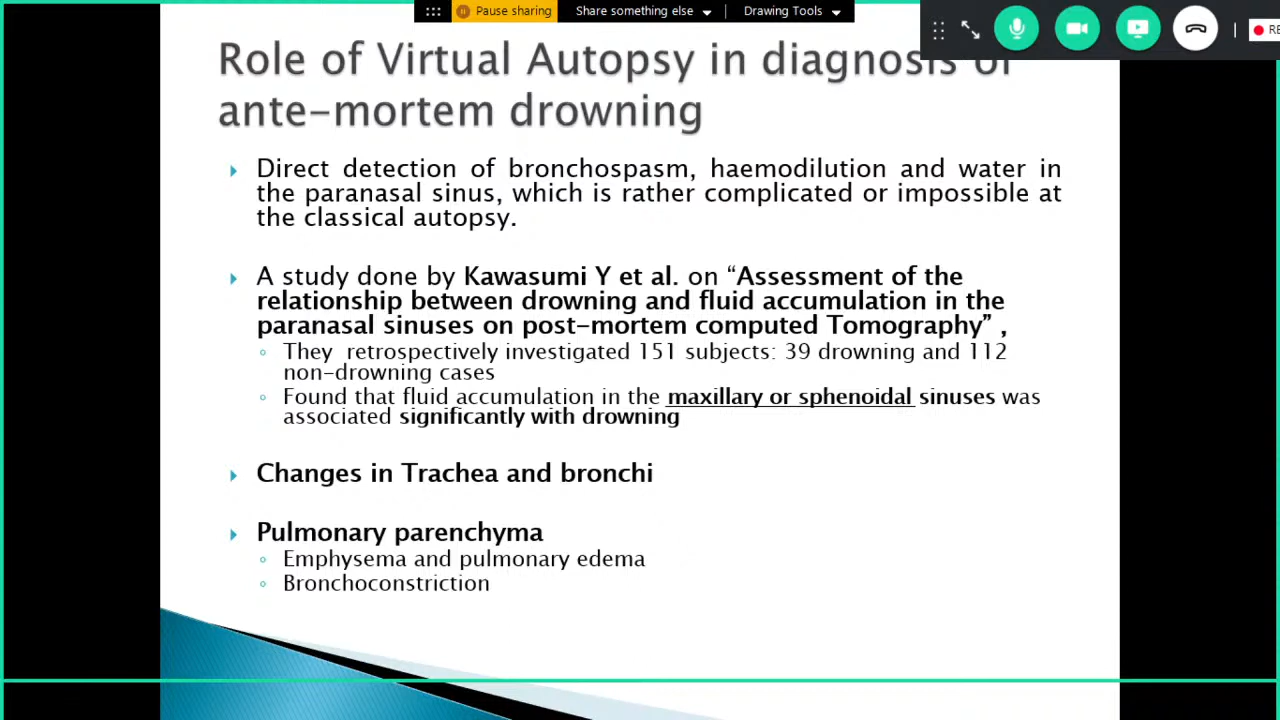 Pause sharing
Share something else
Drawing Tools
RE
Role of Virtual Autopsy in diagnosis of
ante-mortem drowning
Direct detection of bronchospasm, haemodilution and water in
the paranasal sinus, which is rather complicated or impossible at
the classical autopsy.
A study done by Kawasumi Y et al. on “Assessment of the
relationship between drowning and fluid accumulation in the
paranasal sinuses on post-mortem computed Tomography” ,
They retrospectively investigated 151 subjects: 39 drowning and 112
non-drowning cases
Found that fluid accumulation in the maxillary or sphenoidal sinuses was
associated significantly with drowning
Changes in Trachea and bronchi
Pulmonary parenchyma
Emphysema and pulmonary edema
Bronchoconstriction